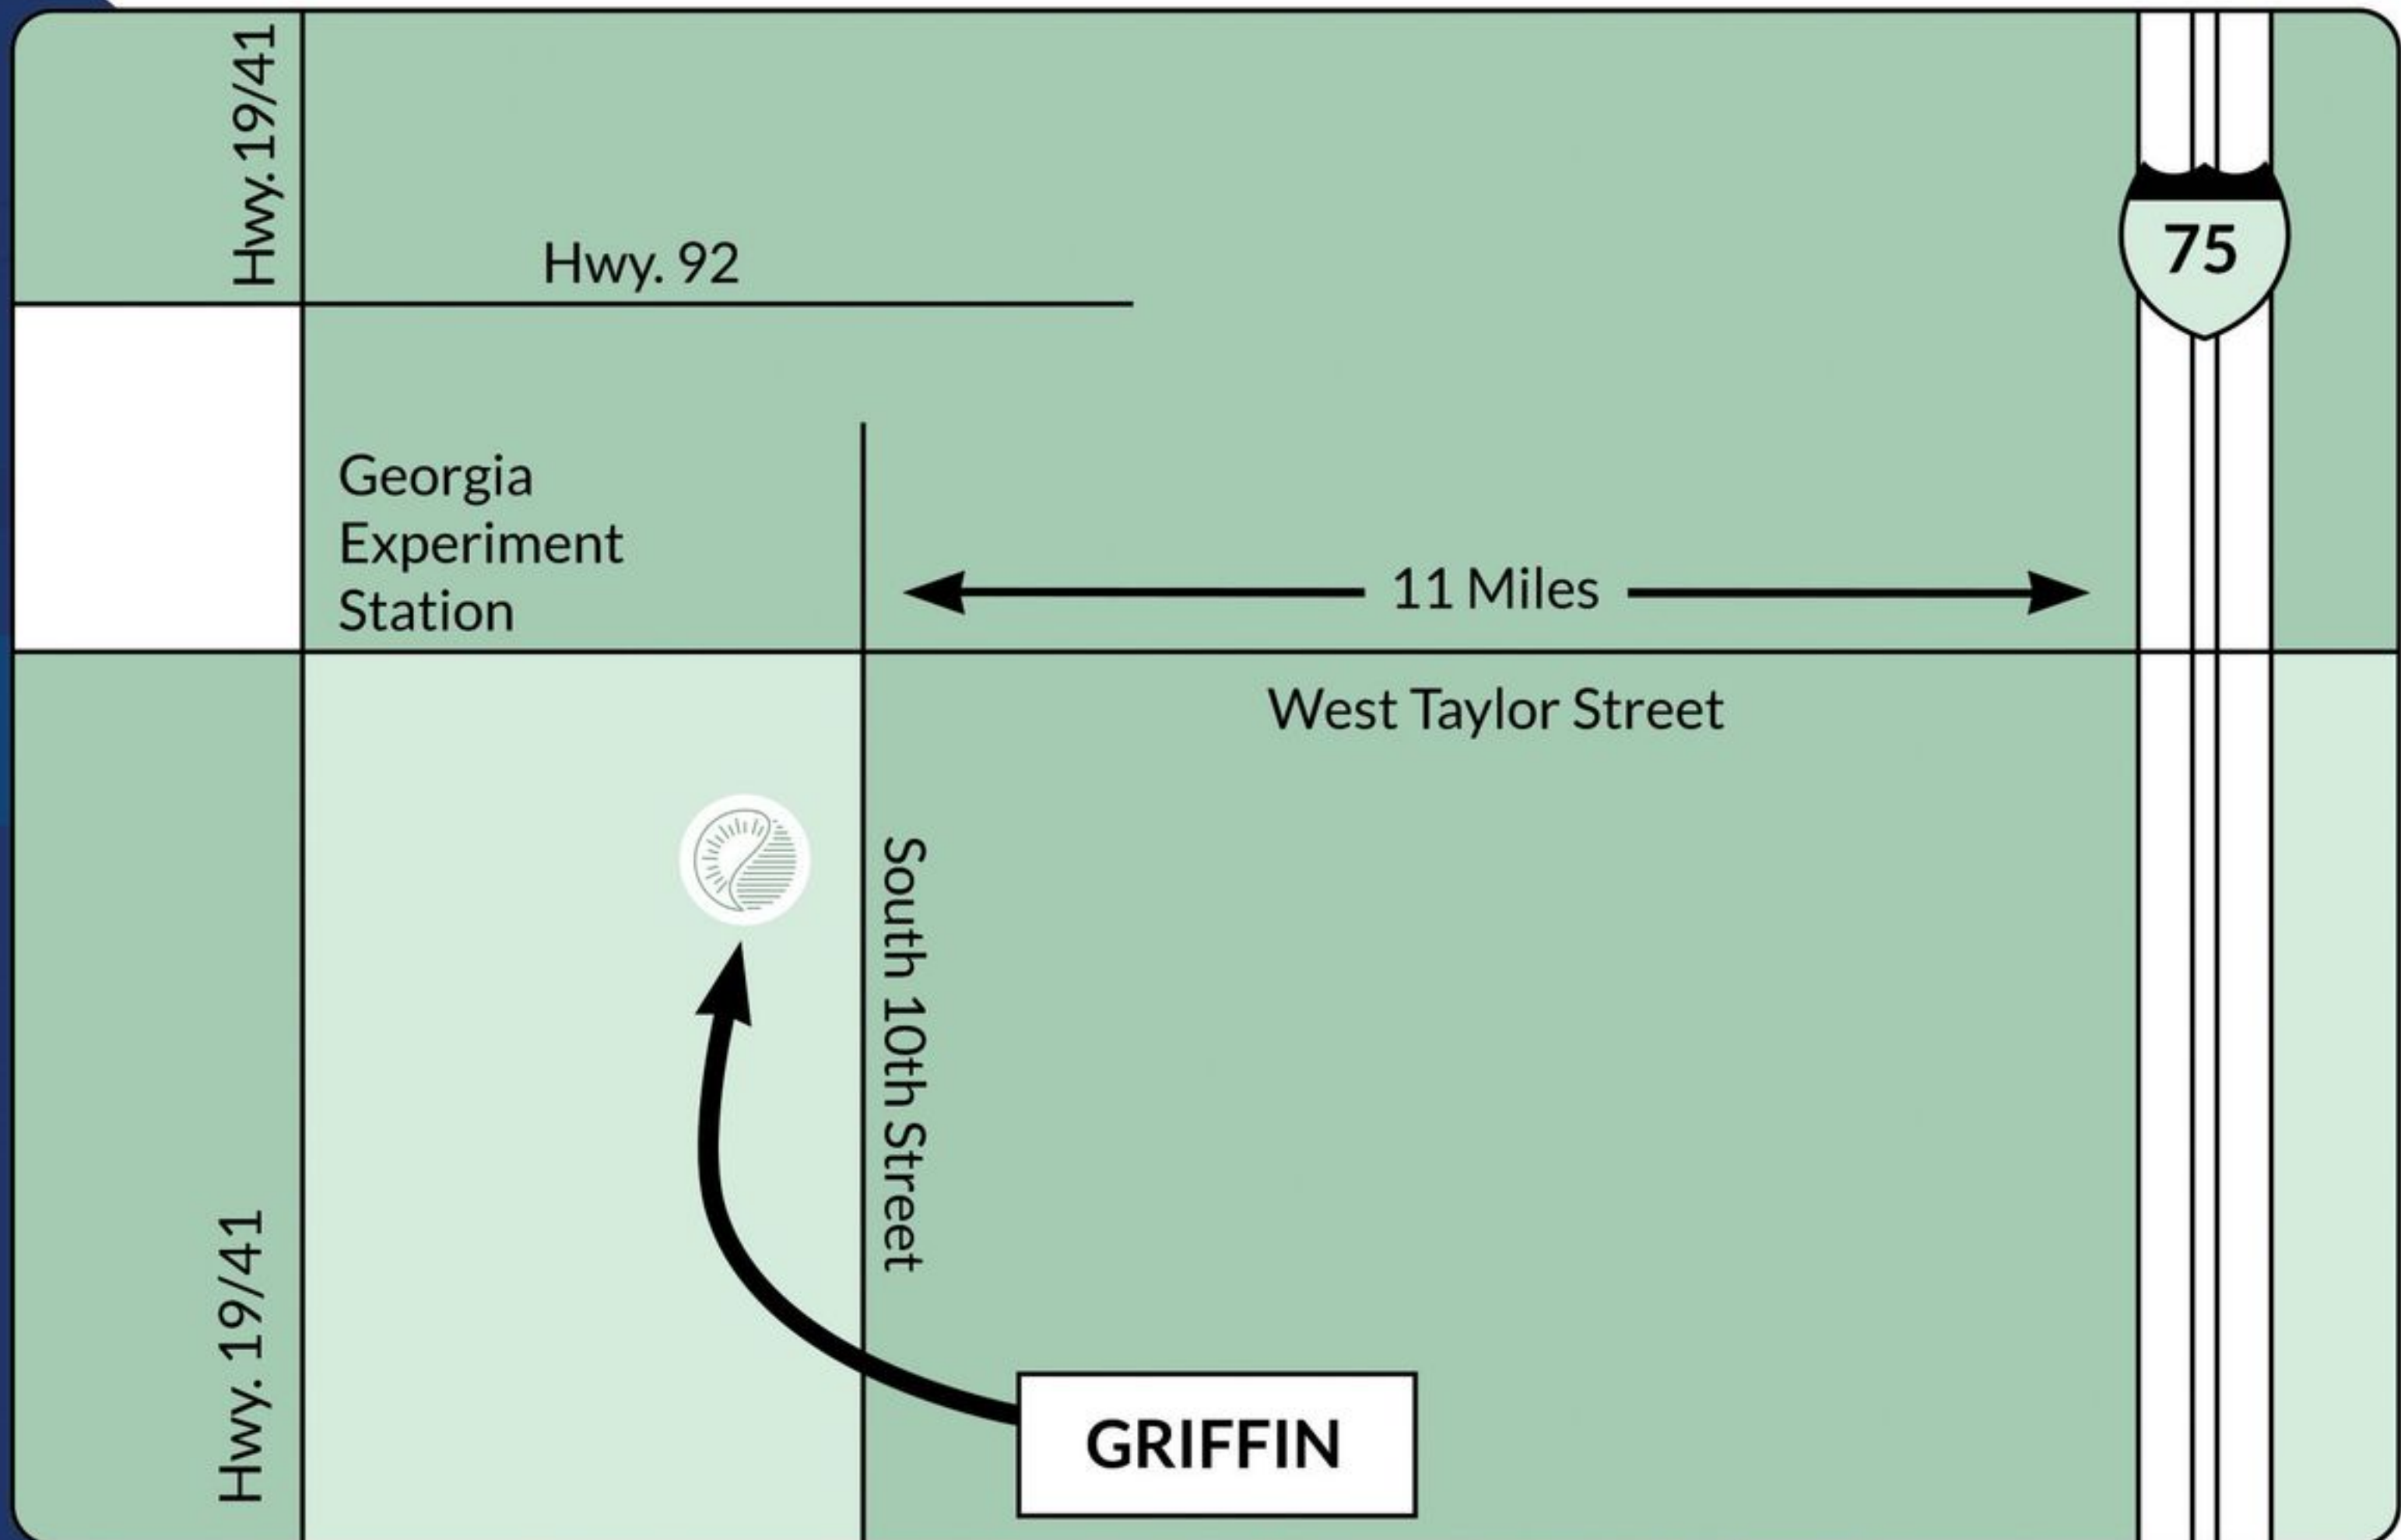 Hwy. 19/41
Hwy. 92
75
Georgia
Experiment
Station
11 Miles
West Taylor Street
South 10th Street
Hwy. 19/41
GRIFFIN